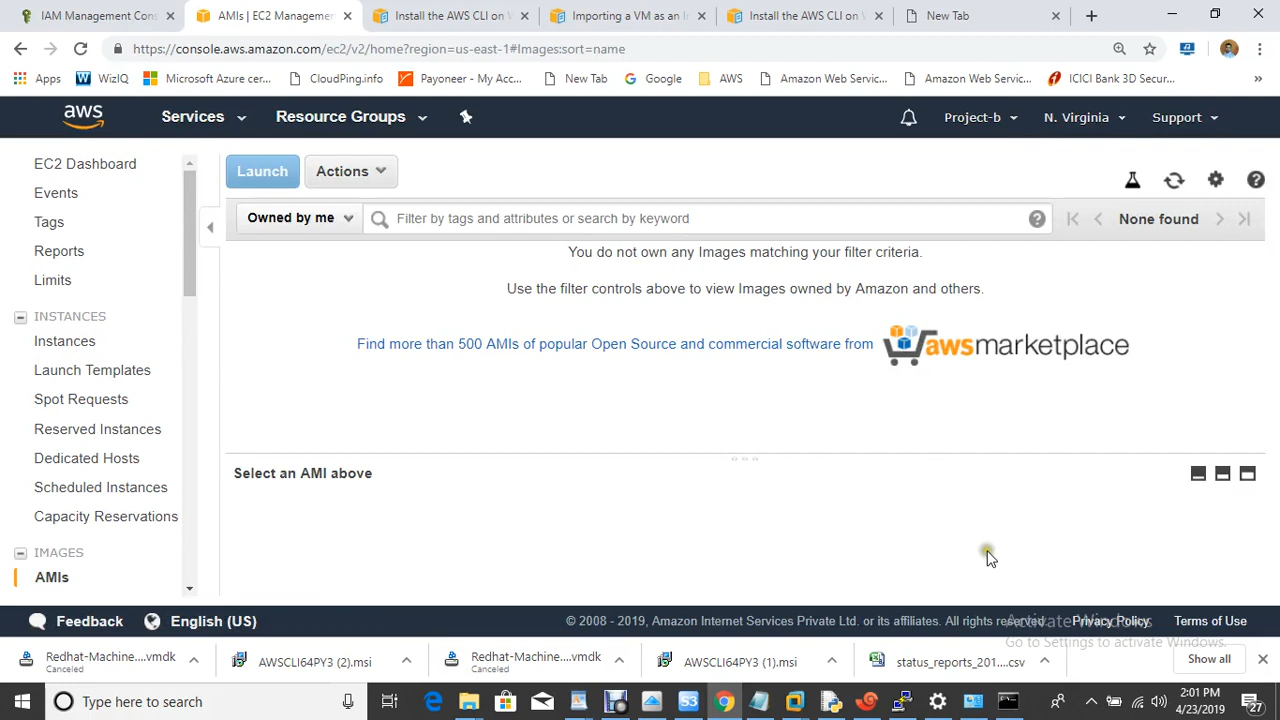 IAM Management Cons
AMIs | EC2 Managemen
Install the AWS CLI on W
Importing a VM as an Im
Install the AWS CLI on W
New Tab
https://console.aws.amazon.com/ec2/v2/home?region=us-east-1#Images:sort=name
Apps
WizIQ
Microsoft Azure cer...
CloudPing.info
Payoneer - My Acco...
New Tab
Google
AWS
Amazon Web Servic...
Amazon Web Servic...
ICICI Bank 3D Secur...
aws
Services
Resource Groups
Project-b
N. Virginia
Support
EC2 Dashboard
Events
Tags
Reports
Limits
INSTANCES
Instances
Launch Templates
Spot Requests
Reserved Instances
Dedicated Hosts
Scheduled Instances
Capacity Reservations
IMAGES
AMIs
Launch
Actions
Owned by me
Filter by tags and attributes or search by keyword
None found
You do not own any Images matching your filter criteria.
Use the filter controls above to view Images owned by Amazon and others.
Find more than 500 AMIs of popular Open Source and commercial software from
awsmarketplace
Select an AMI above
Feedback
English (US)
© 2008 - 2019, Amazon Internet Services Private Ltd. or its affiliates. All rights reserved.
Privacy Policy
Terms of Use
Activate Windows
Go to Settings to activate Windows.
Redhat-Machine....vmdk
Canceled
AWSCLI64PY3 (2).msi
Redhat-Machine....vmdk
Canceled
AWSCLI64PY3 (1).msi
status_reports_201....csv
Show all
Type here to search
S3
2:01 PM
4/23/2019
27